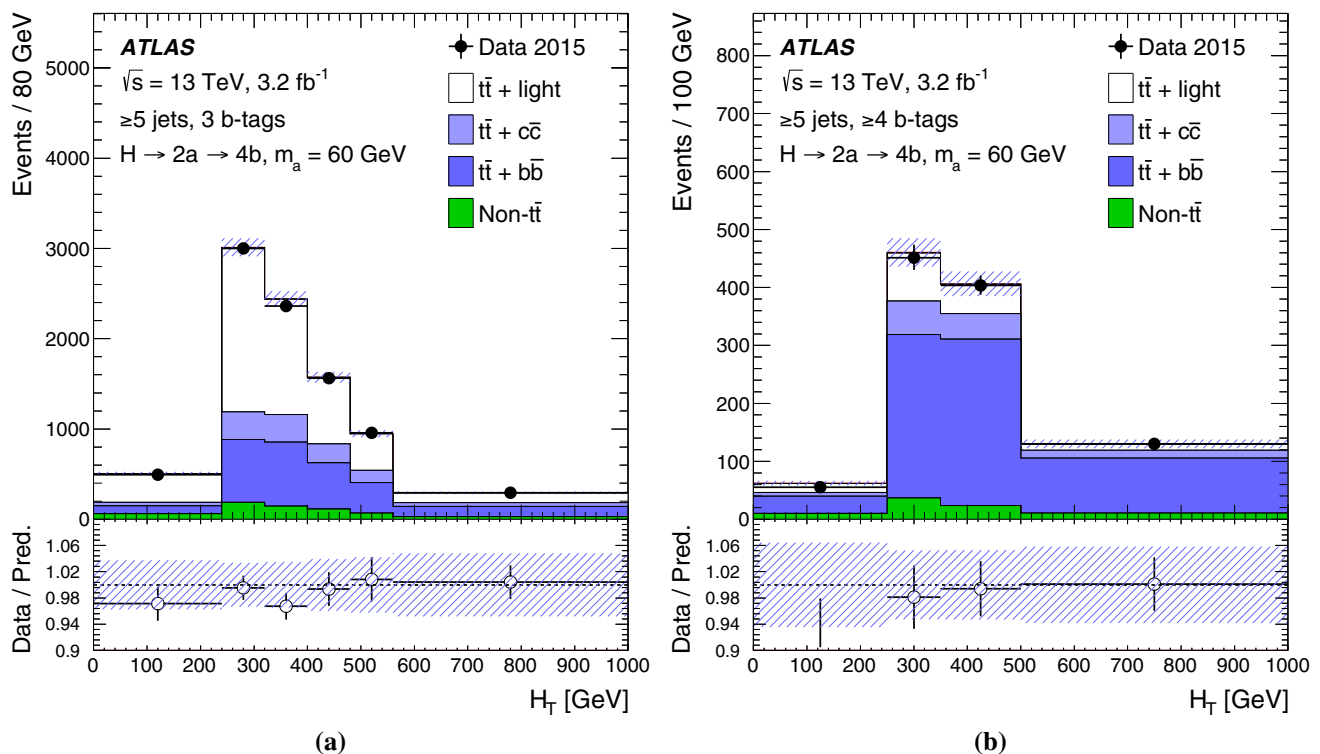 Events / 80 GeV
5000
4000
3000
2000
1000
0
ATLAS
√s = 13 TeV, 3.2 fb⁻¹
≥5 jets, 3 b-tags
H → 2a → 4b, mₐ = 60 GeV
Data 2015
tt̄ + light
tt̄ + cc̄
tt̄ + bb̄
Non-tt̄
Data / Pred.
1.06
1.02
0.98
0.94
0.9
0 100 200 300 400 500 600 700 800 900 1000
H_T [GeV]
(a)
Events / 100 GeV
800
700
600
500
400
300
200
100
0
ATLAS
√s = 13 TeV, 3.2 fb⁻¹
≥5 jets, ≥4 b-tags
H → 2a → 4b, mₐ = 60 GeV
Data 2015
tt̄ + light
tt̄ + cc̄
tt̄ + bb̄
Non-tt̄
Data / Pred.
1.06
1.02
0.98
0.94
0.9
0 100 200 300 400 500 600 700 800 900 1000
H_T [GeV]
(b)